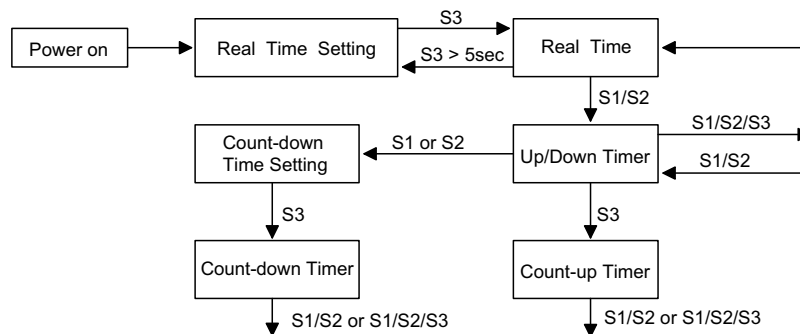 S3
Power on
Real Time Setting
Real Time
S3 > 5sec
S1/S2
Count-down
Time Setting
S1 or S2
Up/Down Timer
S1/S2/S3
S1/S2
S3
S3
Count-down Timer
Count-up Timer
S1/S2 or S1/S2/S3
S1/S2 or S1/S2/S3